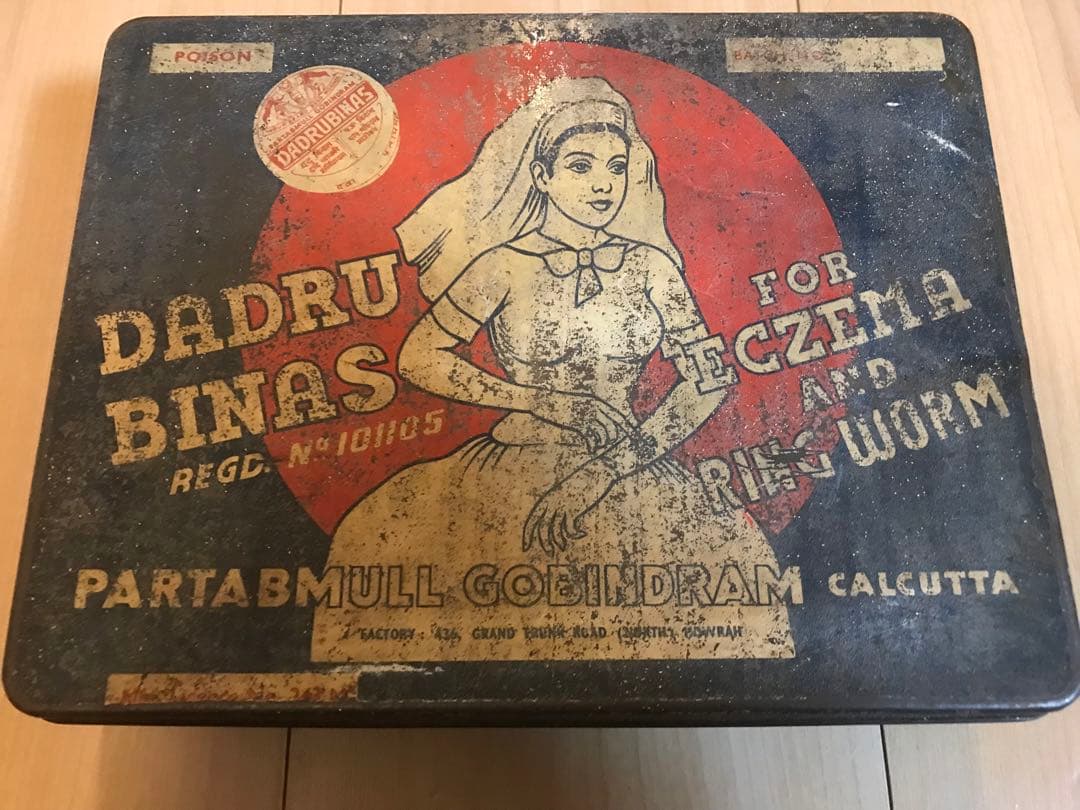 POISON
DADRUBINAS
DADRU
BINAS
REGD. No 101105
FOR
ECZEMA
AND
RING WORM
PARTABMULL GOBINDRAM CALCUTTA
FACTORY: 436, GRAND TRUNK ROAD (NORTH) HOWRAH